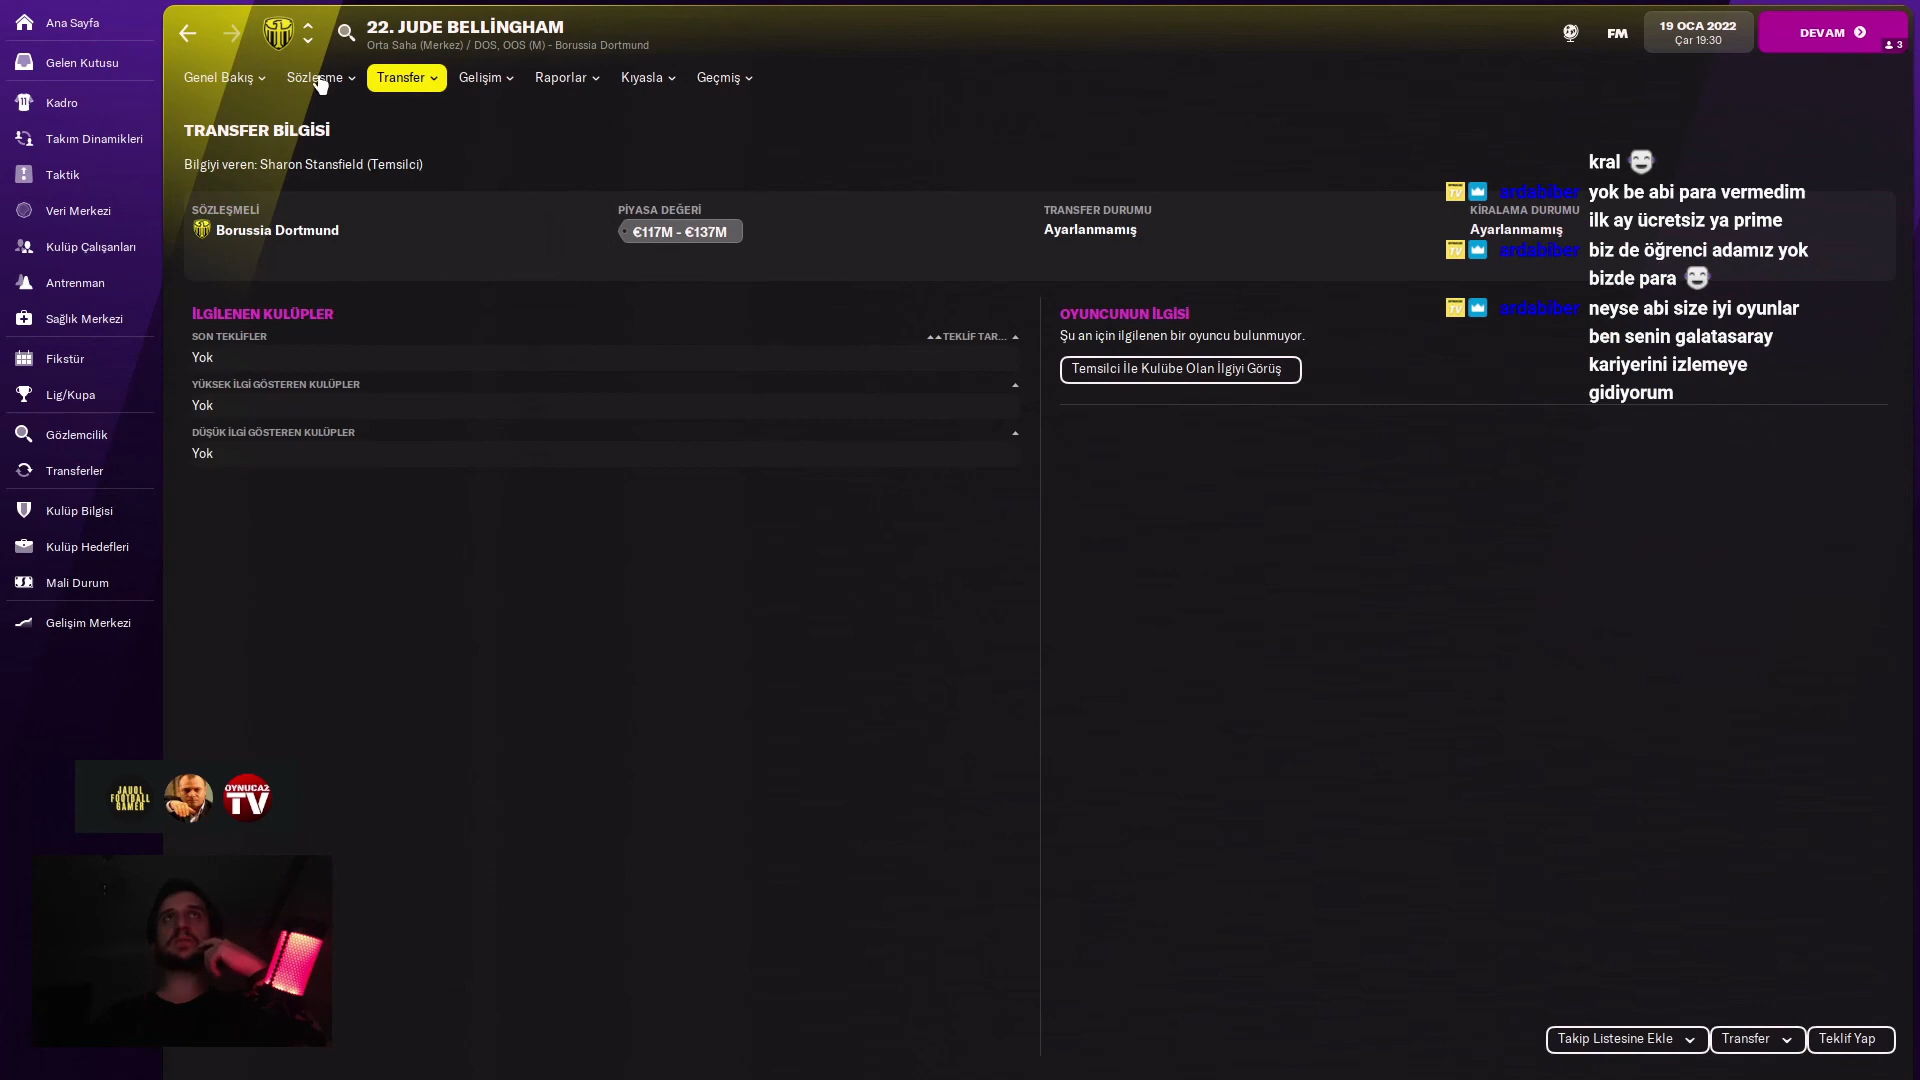 Ana Sayfa
Gelen Kutusu
Kadro
Takım Dinamikleri
Taktik
Veri Merkezi
Kulüp Çalışanları
Antrenman
Sağlık Merkezi
Fikstür
Lig/Kupa
Gözlemcilik
Transferler
Kulüp Bilgisi
Kulüp Hedefleri
Mali Durum
Gelişim Merkezi
22. JUDE BELLİNGHAM
Orta Saha (Merkez) / DOS, OOS (M) - Borussia Dortmund
FM
19 OCA 2022
Çar 19:30
DEVAM
3
Genel Bakış
Sözleşme
Transfer
Gelişim
Raporlar
Kıyasla
Geçmiş
TRANSFER BİLGİSİ
Bilgiyi veren: Sharon Stansfield (Temsilci)
SÖZLEŞMELİ
Borussia Dortmund
PİYASA DEĞERİ
€117M - €137M
TRANSFER DURUMU
Ayarlanmamış
KİRALAMA DURUMU
Ayarlanmamış
İLGİLENEN KULÜPLER
SON TEKLİFLER
TEKLİF TAR...
Yok
YÜKSEK İLGİ GÖSTEREN KULÜPLER
Yok
DÜŞÜK İLGİ GÖSTEREN KULÜPLER
Yok
OYUNCUNUN İLGİSİ
Şu an için ilgilenen bir oyuncu bulunmuyor.
Temsilci İle Kulübe Olan İlgiyi Görüş
kral
ardabiber yok be abi para vermedim
ilk ay ücretsiz ya prime
ardabiber biz de öğrenci adamız yok
bizde para
ardabiber neyse abi size iyi oyunlar
ben senin galatasaray
kariyerini izlemeye
gidiyorum
JAUOL
FOOTBALL
GAMER
OYNUCAZ
TV
Takip Listesine Ekle
Transfer
Teklif Yap